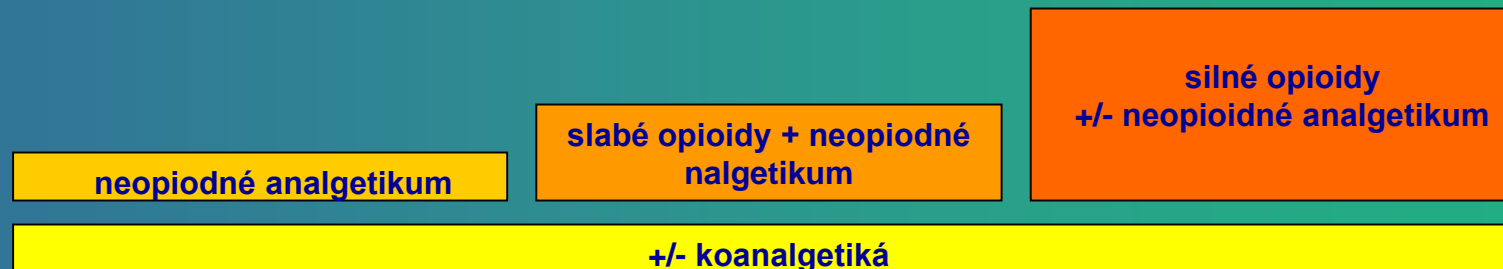 neopiodné analgetikum
slabé opioidy + neopiodné
nalgetikum
silné opioidy
+/- neopioidné analgetikum
+/- koanalgetiká